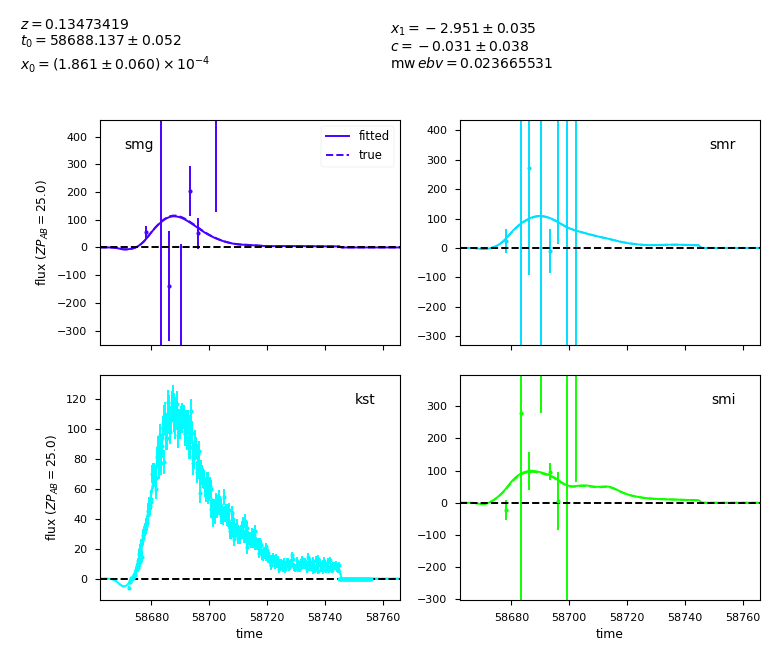 z = 0.13473419
t₀ = 58688.137 ± 0.052
x₀ = (1.861 ± 0.060) × 10⁻⁴
x₁ = −2.951 ± 0.035
c = −0.031 ± 0.038
mw ebv = 0.023665531
smg
fitted
true
400
300
200
100
0
−100
−200
−300
flux (ZP_AB = 25.0)
smr
400
300
200
100
0
−100
−200
−300
kst
120
100
80
60
40
20
0
flux (ZP_AB = 25.0)
58680 58700 58720 58740 58760
time
smi
300
200
100
0
−100
−200
−300
58680 58700 58720 58740 58760
time